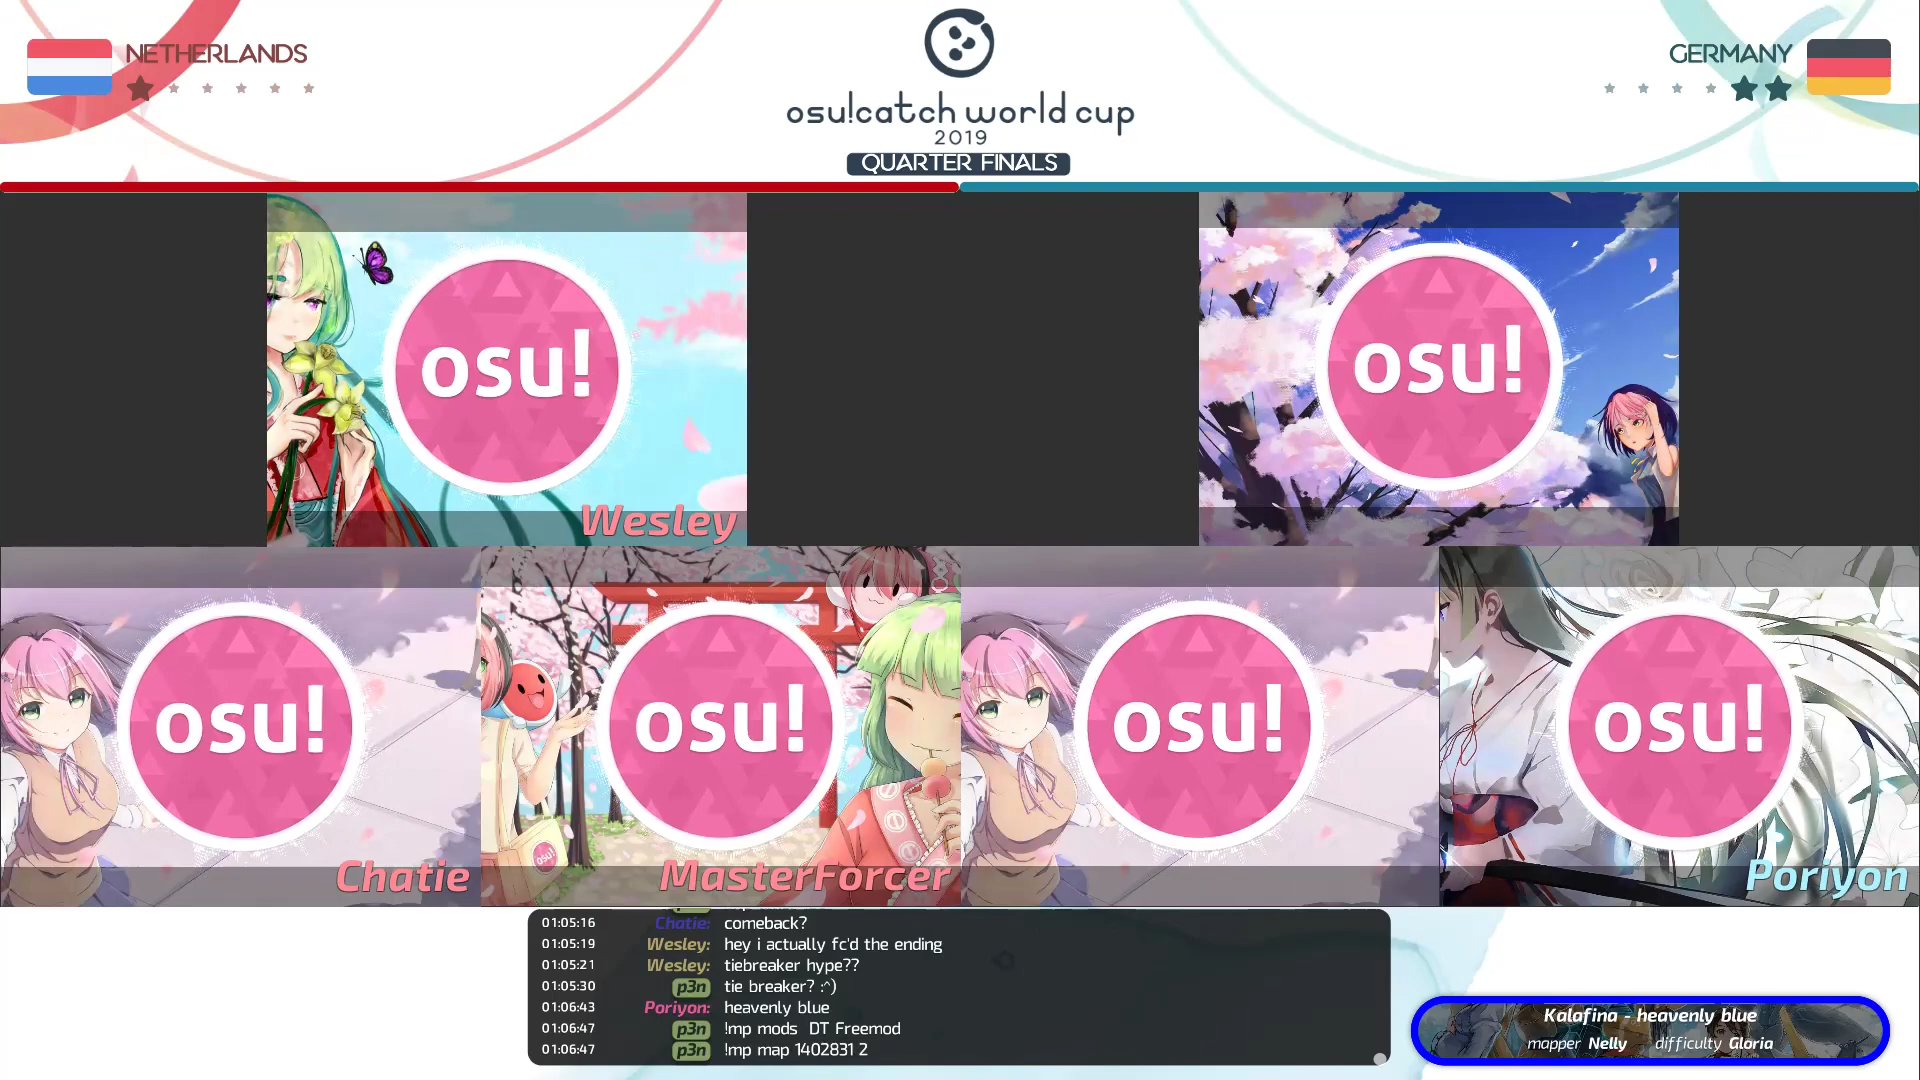 NETHERLANDS
GERMANY
osu!catch world cup
2019
QUARTER FINALS
osu!
osu!
Wesley
osu!
osu!
osu!
osu!
osu!
Chatie
MasterForcer
Poriyon
01:05:16 Chatie: comeback?
01:05:19 Wesley: hey i actually fc'd the ending
01:05:21 Wesley: tiebreaker hype??
01:05:30 p3n tie breaker? :^)
01:06:43 Poriyon: heavenly blue
01:06:47 p3n !mp mods DT Freemod
01:06:47 p3n !mp map 1402831 2
Kalafina - heavenly blue
mapper Nelly difficulty Gloria